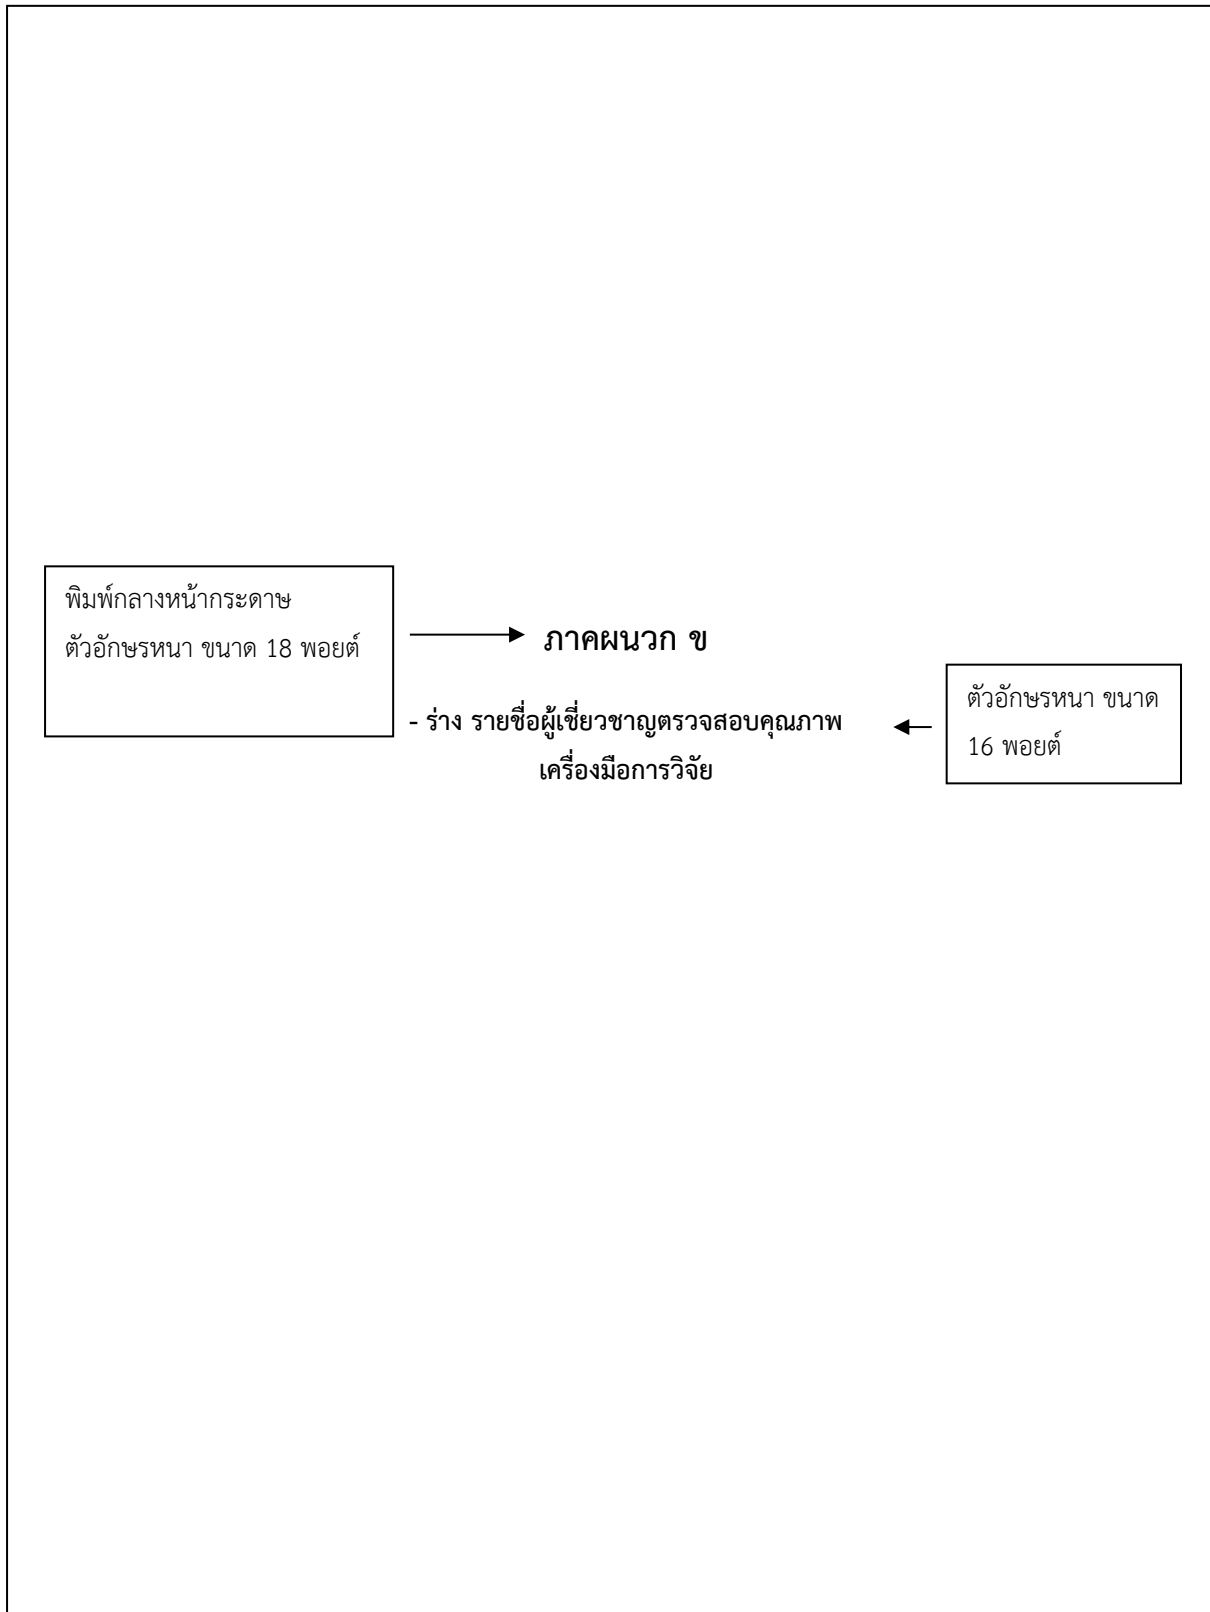 พิมพ์กลางหน้ากระดาษ
ตัวอักษรหนา ขนาด 18 พอยต์
ภาคผนวก ข
- ร่าง รายชื่อผู้เชี่ยวชาญตรวจสอบคุณภาพ
เครื่องมือการวิจัย
ตัวอักษรหนา ขนาด
16 พอยต์